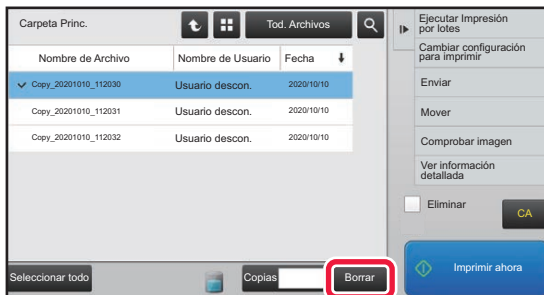 Carpeta Princ.
Tod. Archivos
Nombre de Archivo
Nombre de Usuario
Fecha
Copy_20201010_112030
Usuario descon.
2020/10/10
Copy_20201010_112031
Usuario descon.
2020/10/10
Copy_20201010_112032
Usuario descon.
2020/10/10
Seleccionar todo
Copias
Borrar
Ejecutar Impresión
por lotes
Cambiar configuración
para imprimir
Enviar
Mover
Comprobar imagen
Ver información
detallada
Eliminar
CA
Imprimir ahora